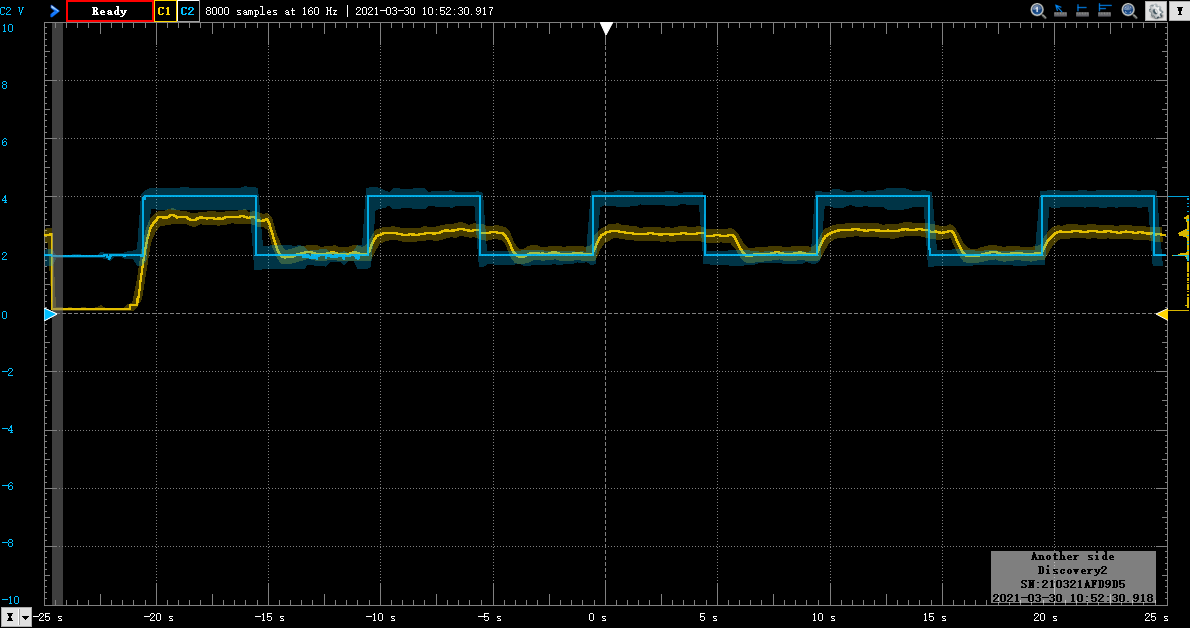 C2 V Ready C1 C2 8000 samples at 160 Hz | 2021-03-30 10:52:30.917
10
8
6
4
2
0
-2
-4
-6
-8
-10
Another side
Discovery2
SN:210321AFD9D5
2021-03-30 10:52:30.918
X -25 s -20 s -15 s -10 s -5 s 0 s 5 s 10 s 15 s 20 s 25 s